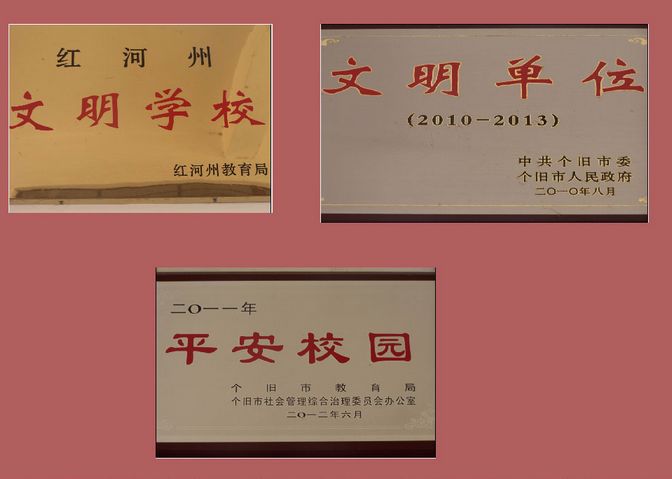 红河州
文明学校
红河州教育局
文明单位
(2010-2013)
中共个旧市委
个旧市人民政府
二〇一〇年八月
二〇一一年
平安校园
个旧市教育局
个旧市社会管理综合治理委员会办公室
二〇一二年六月